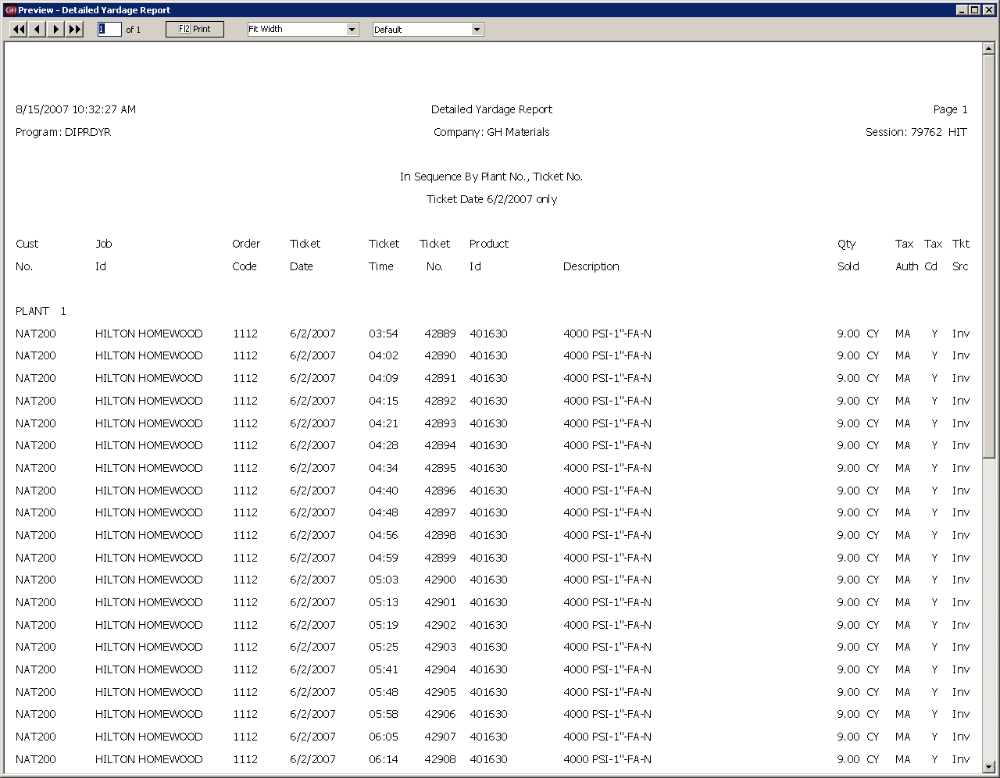 GH Preview - Detailed Yardage Report
1 of 1 F12 Print Fit Width Default
8/15/2007 10:32:27 AM Detailed Yardage Report Page 1
Program: DIPRDYR Company: GH Materials Session: 79762 HIT
In Sequence By Plant No., Ticket No.
Ticket Date 6/2/2007 only
Cust Job Order Ticket Ticket Ticket Product Qty Tax Tax Tkt
No. Id Code Date Time No. Id Description Sold Auth Cd Src
PLANT 1
NAT200 HILTON HOMEWOOD 1112 6/2/2007 03:54 42889 401630 4000 PSI-1"-FA-N 9.00 CY MA Y Inv
NAT200 HILTON HOMEWOOD 1112 6/2/2007 04:02 42890 401630 4000 PSI-1"-FA-N 9.00 CY MA Y Inv
NAT200 HILTON HOMEWOOD 1112 6/2/2007 04:09 42891 401630 4000 PSI-1"-FA-N 9.00 CY MA Y Inv
NAT200 HILTON HOMEWOOD 1112 6/2/2007 04:15 42892 401630 4000 PSI-1"-FA-N 9.00 CY MA Y Inv
NAT200 HILTON HOMEWOOD 1112 6/2/2007 04:21 42893 401630 4000 PSI-1"-FA-N 9.00 CY MA Y Inv
NAT200 HILTON HOMEWOOD 1112 6/2/2007 04:28 42894 401630 4000 PSI-1"-FA-N 9.00 CY MA Y Inv
NAT200 HILTON HOMEWOOD 1112 6/2/2007 04:34 42895 401630 4000 PSI-1"-FA-N 9.00 CY MA Y Inv
NAT200 HILTON HOMEWOOD 1112 6/2/2007 04:40 42896 401630 4000 PSI-1"-FA-N 9.00 CY MA Y Inv
NAT200 HILTON HOMEWOOD 1112 6/2/2007 04:48 42897 401630 4000 PSI-1"-FA-N 9.00 CY MA Y Inv
NAT200 HILTON HOMEWOOD 1112 6/2/2007 04:56 42898 401630 4000 PSI-1"-FA-N 9.00 CY MA Y Inv
NAT200 HILTON HOMEWOOD 1112 6/2/2007 04:59 42899 401630 4000 PSI-1"-FA-N 9.00 CY MA Y Inv
NAT200 HILTON HOMEWOOD 1112 6/2/2007 05:03 42900 401630 4000 PSI-1"-FA-N 9.00 CY MA Y Inv
NAT200 HILTON HOMEWOOD 1112 6/2/2007 05:13 42901 401630 4000 PSI-1"-FA-N 9.00 CY MA Y Inv
NAT200 HILTON HOMEWOOD 1112 6/2/2007 05:19 42902 401630 4000 PSI-1"-FA-N 9.00 CY MA Y Inv
NAT200 HILTON HOMEWOOD 1112 6/2/2007 05:25 42903 401630 4000 PSI-1"-FA-N 9.00 CY MA Y Inv
NAT200 HILTON HOMEWOOD 1112 6/2/2007 05:41 42904 401630 4000 PSI-1"-FA-N 9.00 CY MA Y Inv
NAT200 HILTON HOMEWOOD 1112 6/2/2007 05:48 42905 401630 4000 PSI-1"-FA-N 9.00 CY MA Y Inv
NAT200 HILTON HOMEWOOD 1112 6/2/2007 05:58 42906 401630 4000 PSI-1"-FA-N 9.00 CY MA Y Inv
NAT200 HILTON HOMEWOOD 1112 6/2/2007 06:05 42907 401630 4000 PSI-1"-FA-N 9.00 CY MA Y Inv
NAT200 HILTON HOMEWOOD 1112 6/2/2007 06:14 42908 401630 4000 PSI-1"-FA-N 9.00 CY MA Y Inv